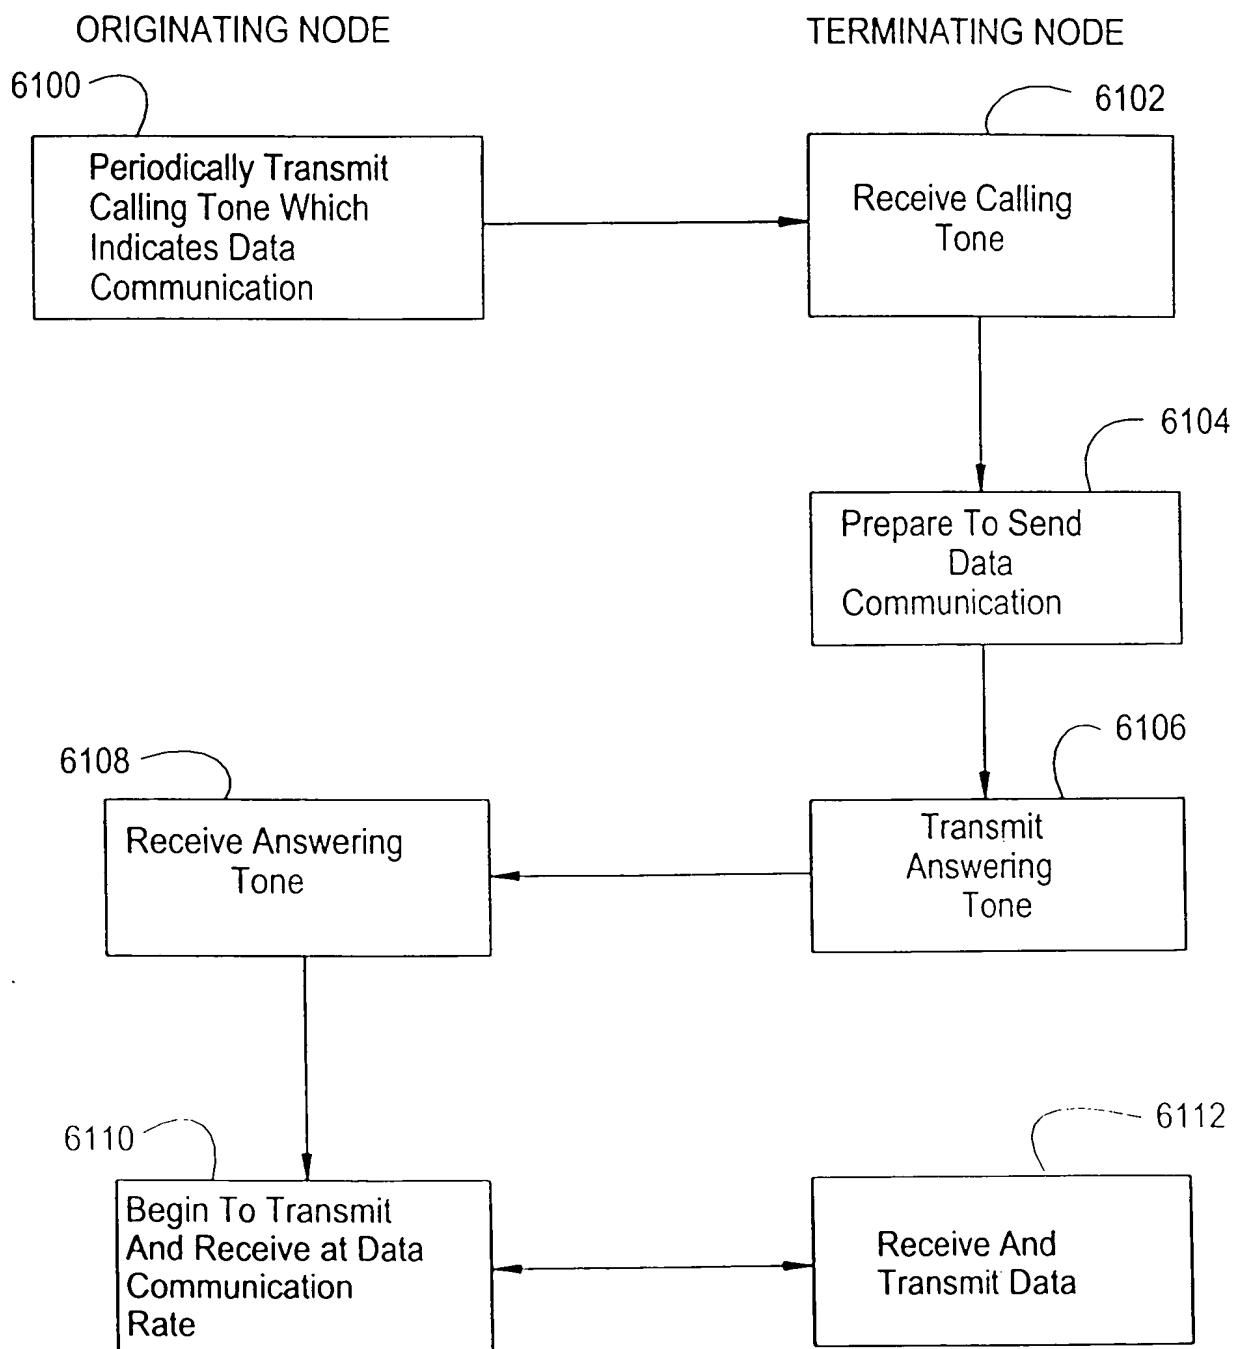 ORIGINATING NODE
TERMINATING NODE
6100
6102
Periodically Transmit
Calling Tone Which
Indicates Data
Communication
Receive Calling
Tone
6104
Prepare To Send
Data
Communication
6106
6108
Transmit
Answering
Tone
Receive Answering
Tone
6110
6112
Begin To Transmit
And Receive at Data
Communication
Rate
Receive And
Transmit Data